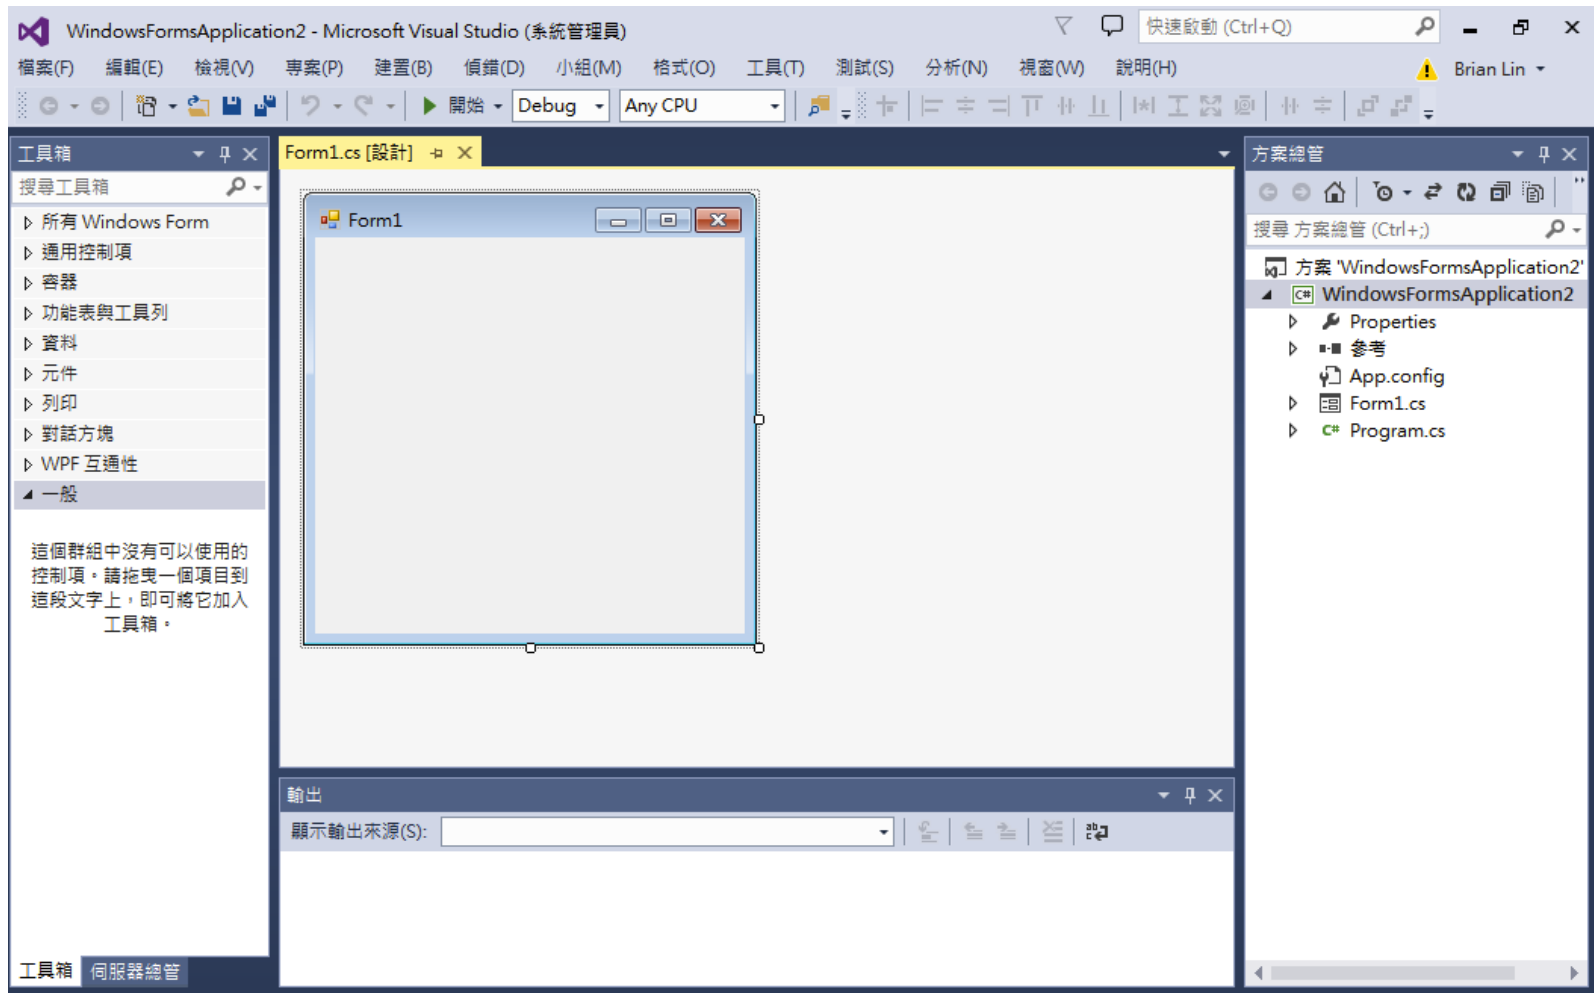 WindowsFormsApplication2 - Microsoft Visual Studio (系統管理員)
快速啟動 (Ctrl+Q)
檔案(F) 編輯(E) 檢視(V) 專案(P) 建置(B) 偵錯(D) 小組(M) 格式(O) 工具(T) 測試(S) 分析(N) 視窗(W) 說明(H)
Brian Lin
開始 Debug Any CPU
工具箱
搜尋工具箱
所有 Windows Form
通用控制項
容器
功能表與工具列
資料
元件
列印
對話方塊
WPF 互通性
一般
這個群組中沒有可以使用的
控制項。請拖曳一個項目到
這段文字上，即可將它加入
工具箱。
工具箱 伺服器總管
Form1.cs [設計]
Form1
輸出
顯示輸出來源(S):
方案總管
搜尋 方案總管 (Ctrl+;)
方案 'WindowsFormsApplication2'
C# WindowsFormsApplication2
Properties
參考
App.config
Form1.cs
C# Program.cs